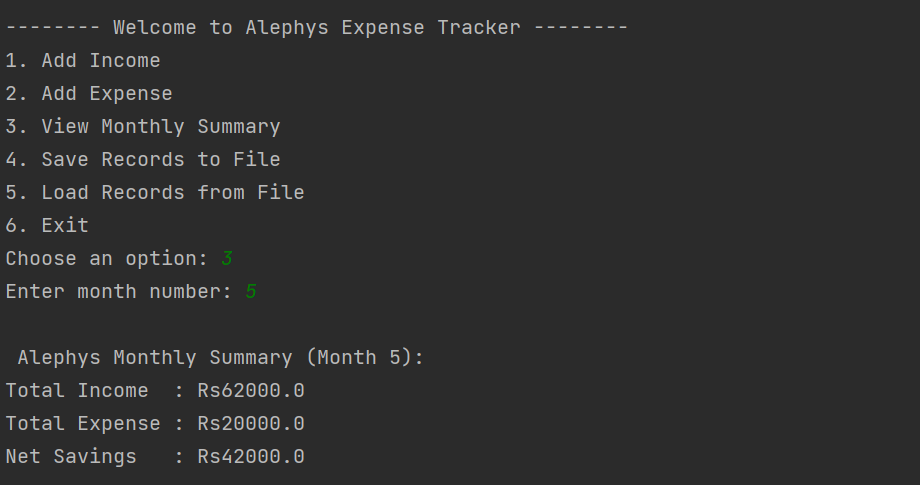 -------- Welcome to Alephys Expense Tracker --------
1. Add Income
2. Add Expense
3. View Monthly Summary
4. Save Records to File
5. Load Records from File
6. Exit
Choose an option: 3
Enter month number: 5
Alephys Monthly Summary (Month 5):
Total Income  : Rs62000.0
Total Expense : Rs20000.0
Net Savings   : Rs42000.0